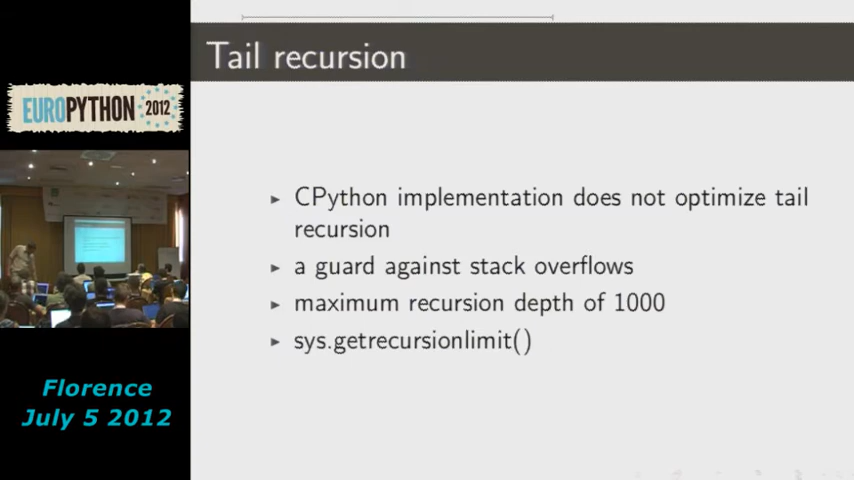 Tail recursion
EUROPYTHON 2012
CPython implementation does not optimize tail
recursion
a guard against stack overflows
maximum recursion depth of 1000
sys.getrecursionlimit()
Florence
July 5 2012